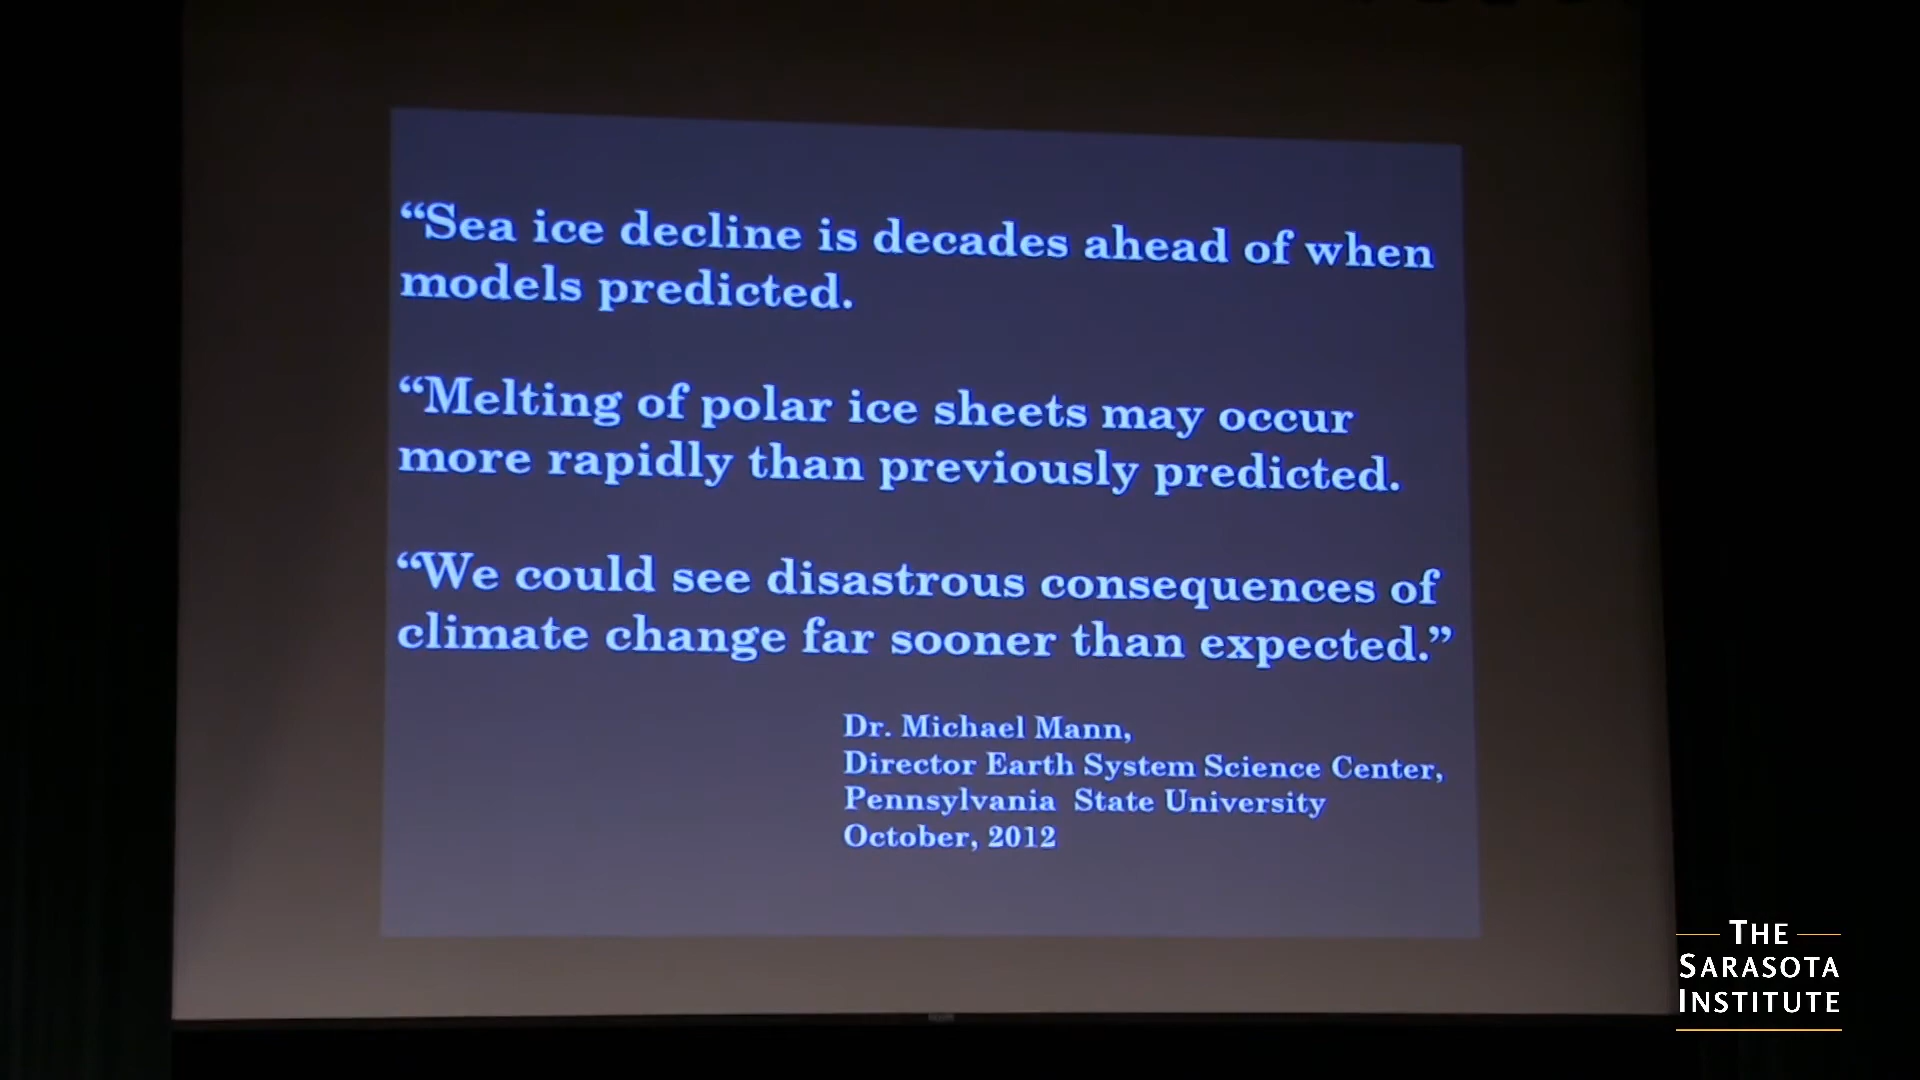 “Sea ice decline is decades ahead of when
models predicted.
“Melting of polar ice sheets may occur
more rapidly than previously predicted.
“We could see disastrous consequences of
climate change far sooner than expected.”
Dr. Michael Mann,
Director Earth System Science Center,
Pennsylvania State University
October, 2012
THE
SARASOTA
INSTITUTE